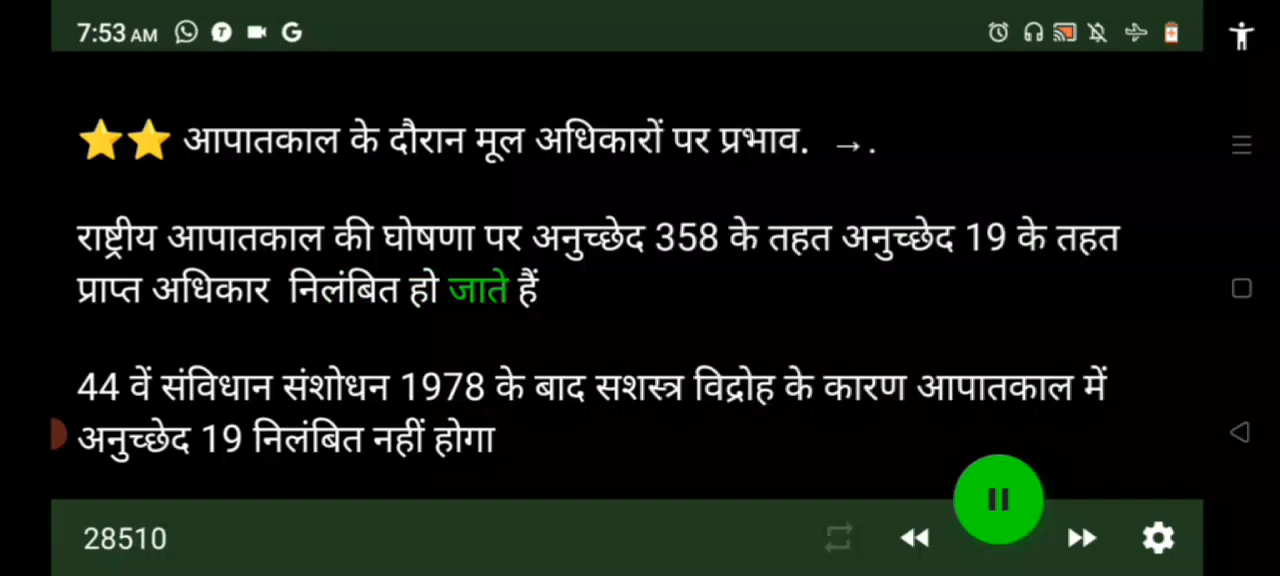 7:53 AM
⭐⭐ आपातकाल के दौरान मूल अधिकारों पर प्रभाव. →.
राष्ट्रीय आपातकाल की घोषणा पर अनुच्छेद 358 के तहत अनुच्छेद 19 के तहत
प्राप्त अधिकार निलंबित हो जाते हैं
44 वें संविधान संशोधन 1978 के बाद सशस्त्र विद्रोह के कारण आपातकाल में
अनुच्छेद 19 निलंबित नहीं होगा
28510